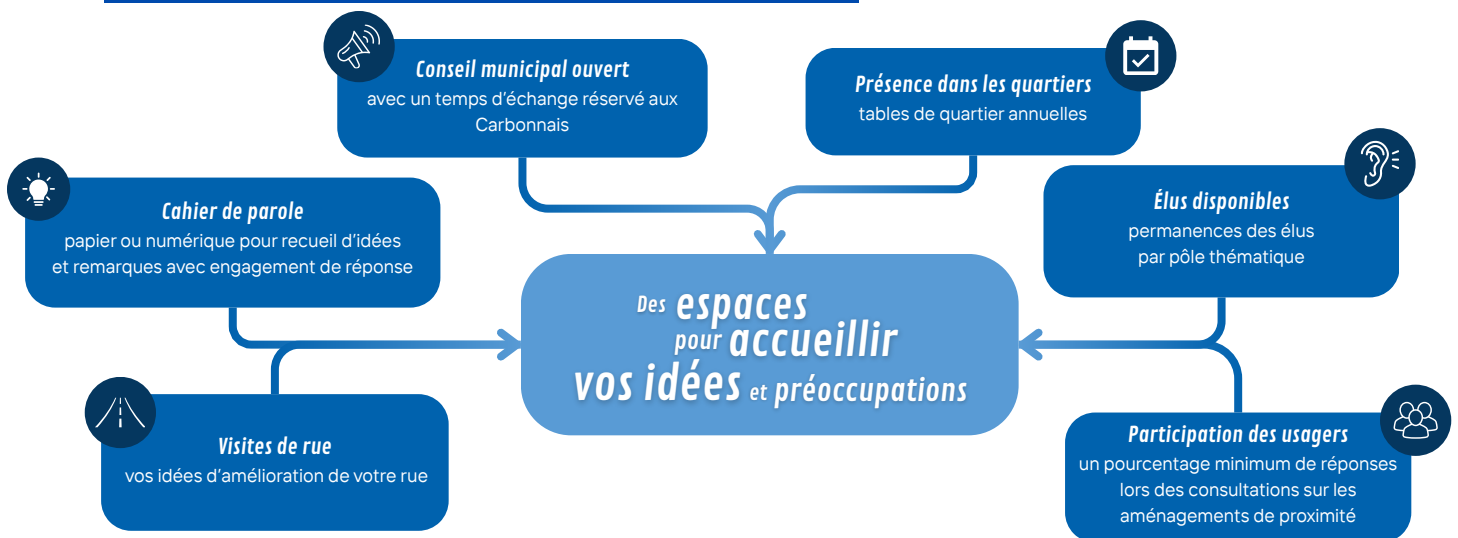 Conseil municipal ouvert
avec un temps d'échange réservé aux
Carbonnais
Présence dans les quartiers
tables de quartier annuelles
Cahier de parole
papier ou numérique pour recueil d'idées
et remarques avec engagement de réponse
Élus disponibles
permanences des élus
par pôle thématique
Des espaces
pour accueillir
vos idées et préoccupations
Visites de rue
vos idées d'amélioration de votre rue
Participation des usagers
un pourcentage minimum de réponses
lors des consultations sur les
aménagements de proximité